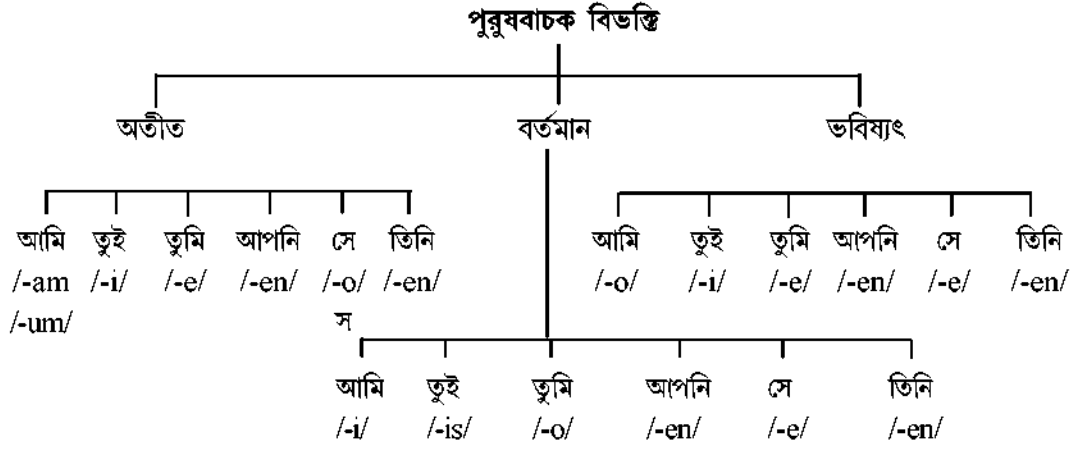 পুরুষবাচক বিভক্তি
অতীত বর্তমান ভবিষ্যৎ
আমি তুই তুমি আপনি সে তিনি আমি তুই তুমি আপনি সে তিনি
/-am /-i/ /-e/ /-en/ /-o/ /-en/ /-o/ /-i/ /-e/ /-en/ /-e/ /-en/
/-um/ স
আমি তুই তুমি আপনি সে তিনি
/-i/ /-is/ /-o/ /-en/ /-e/ /-en/